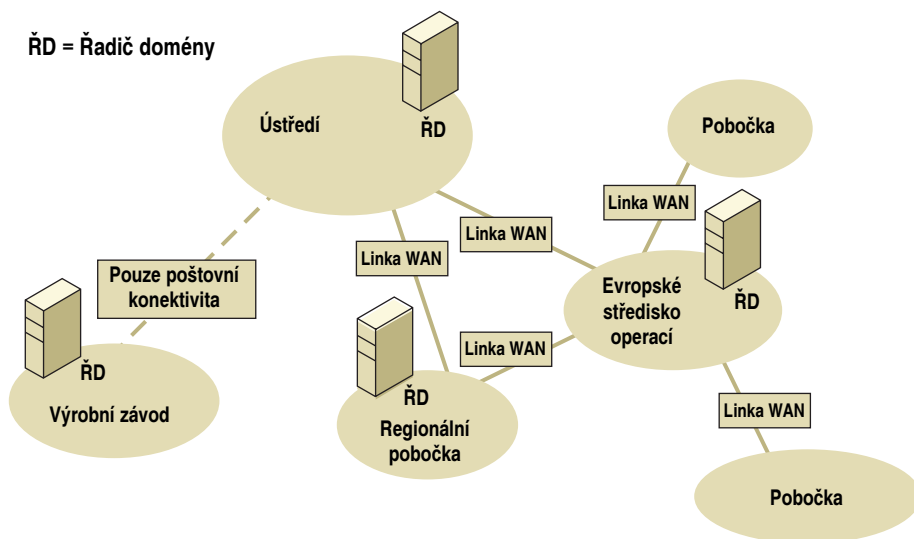 ŘD = Řadič domény
Ústředí
ŘD
Pobočka
Linka WAN
Linka WAN
Linka WAN
Pouze poštovní
konektivita
Evropské
středisko
operací
ŘD
Linka WAN
ŘD
Výrobní závod
ŘD
Regionální
pobočka
Linka WAN
Pobočka